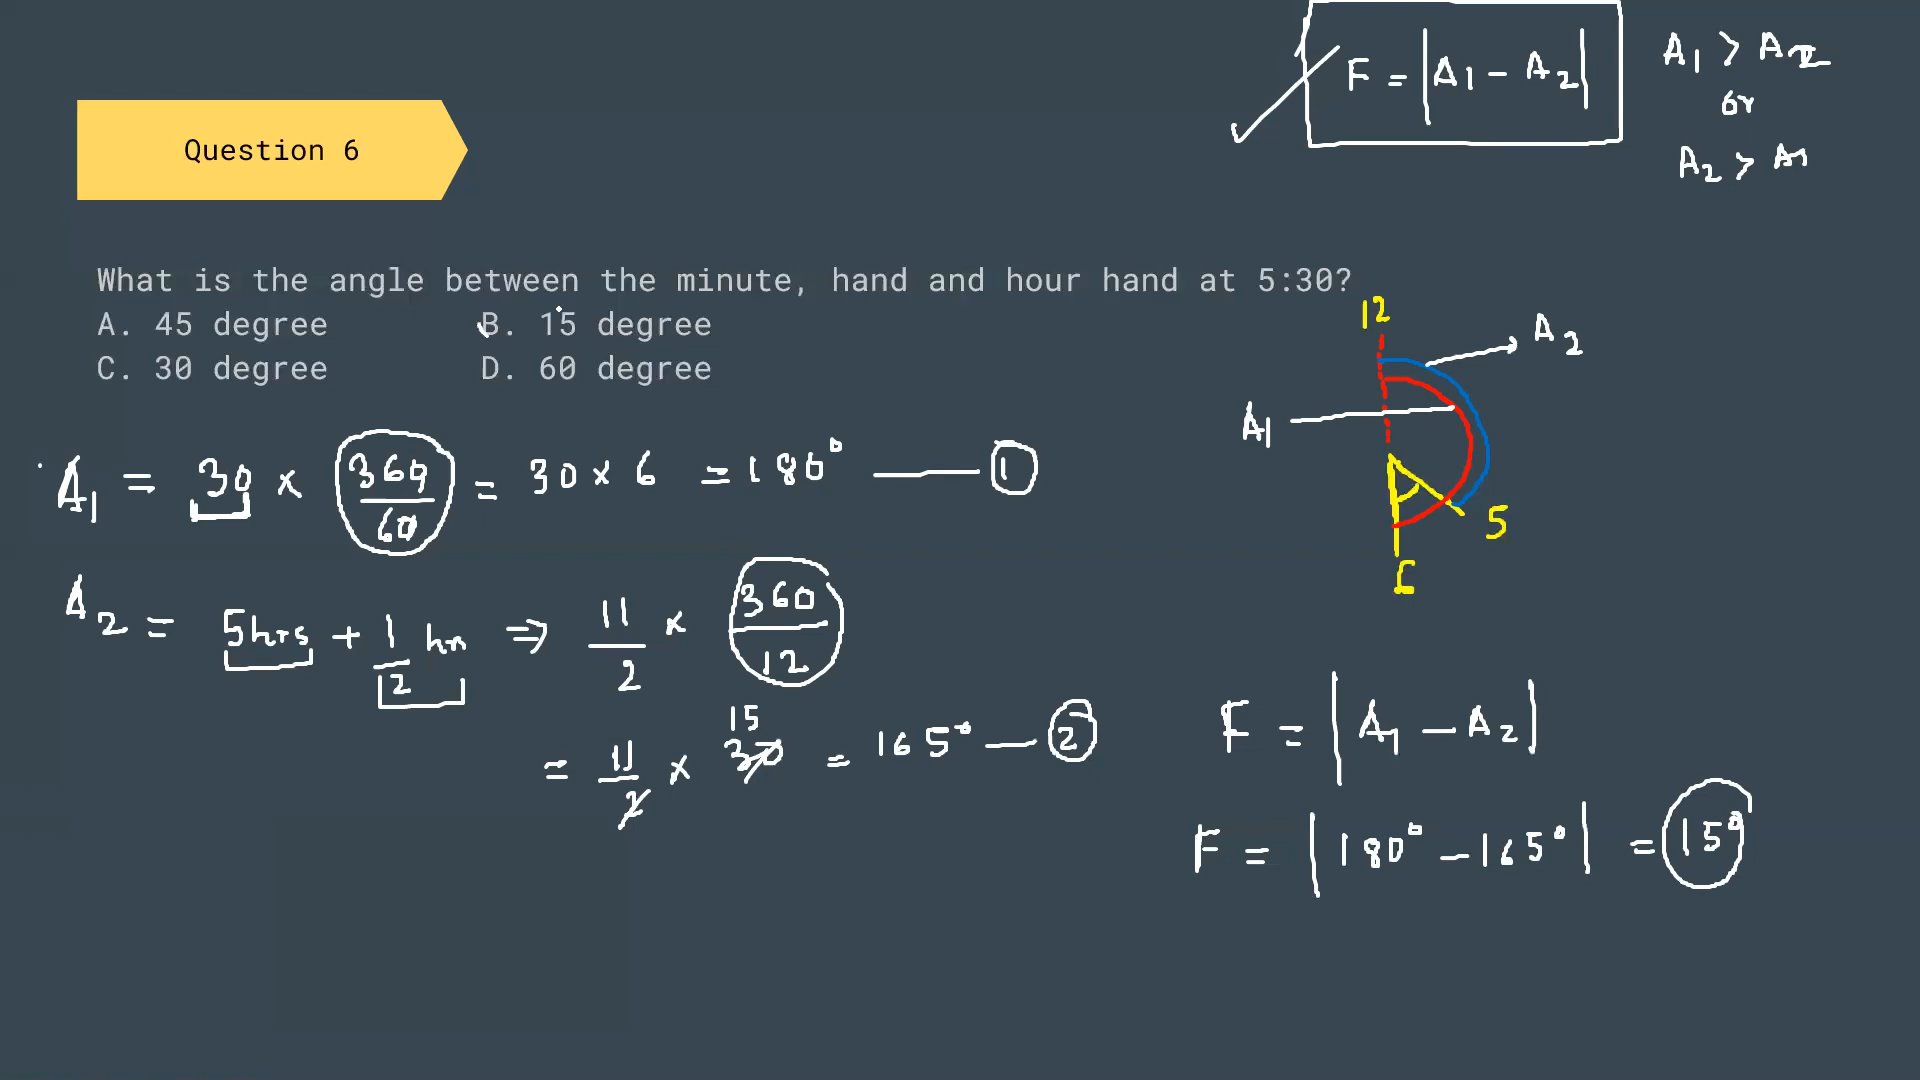 F = |A1 - A2|
A1 > A2
or
A2 > A1
Question 6
What is the angle between the minute, hand and hour hand at 5:30?
A. 45 degree B. 15 degree
C. 30 degree D. 60 degree
12
A2
A1
5
6
A1 = 30 × 360/60 = 30 × 6 = 180° — 1
A2 = 5hrs + 1/2 hr ⇒ 11/2 × 360/12
15
= 11/2 × 30 = 165° — 2
F = |A1 - A2|
F = |180° - 165°| = 15°